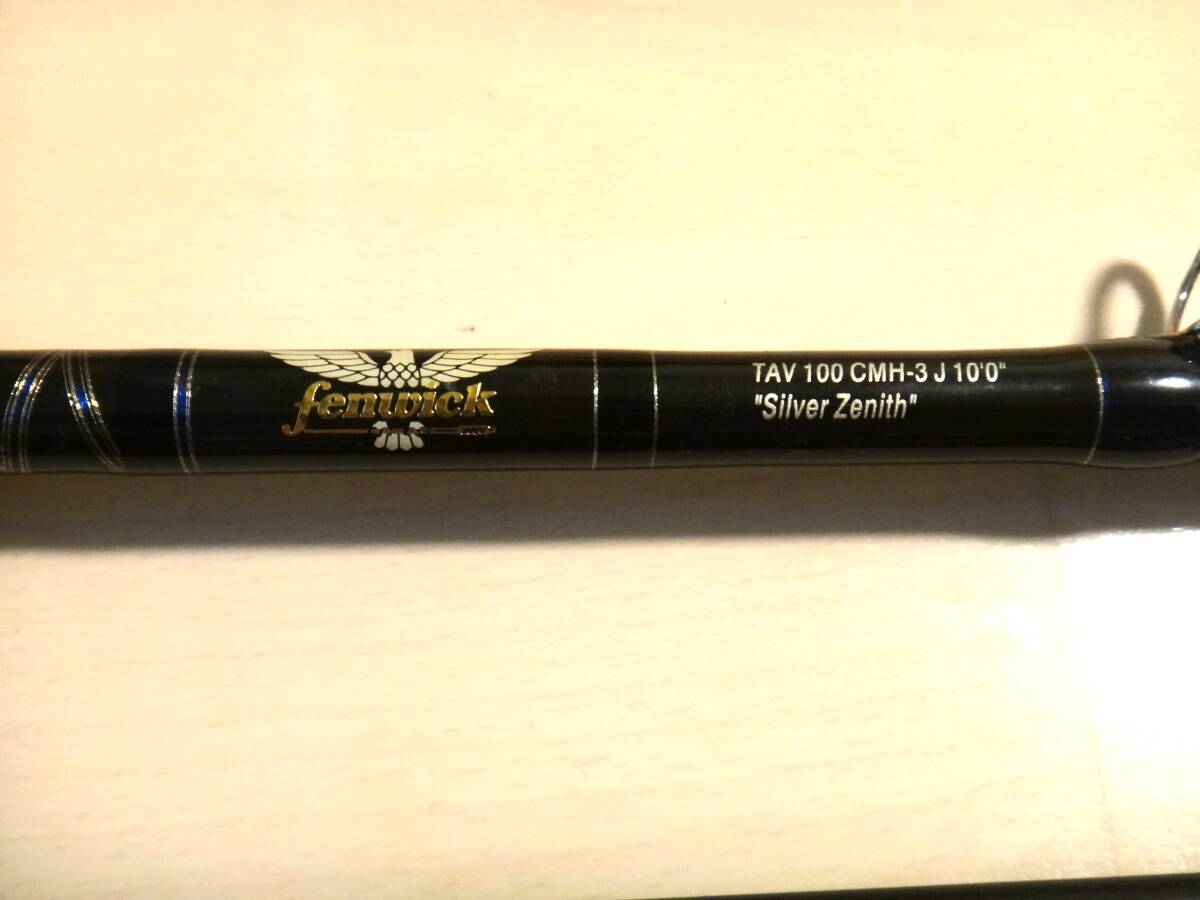 fenwick
TAV 100 CMH-3 J 10'0"
"Silver Zenith"